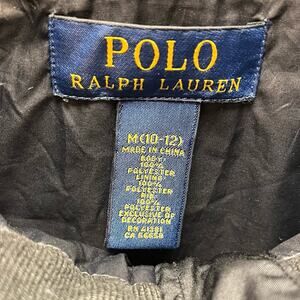 POLO
RALPH LAUREN
M(10-12)
MADE IN CHINA
BODY:
100%
POLYESTER
LINING:
100%
POLYESTER
RIB:
100%
POLYESTER
EXCLUSIVE OF
DECORATION
RN 41381
CA 56658